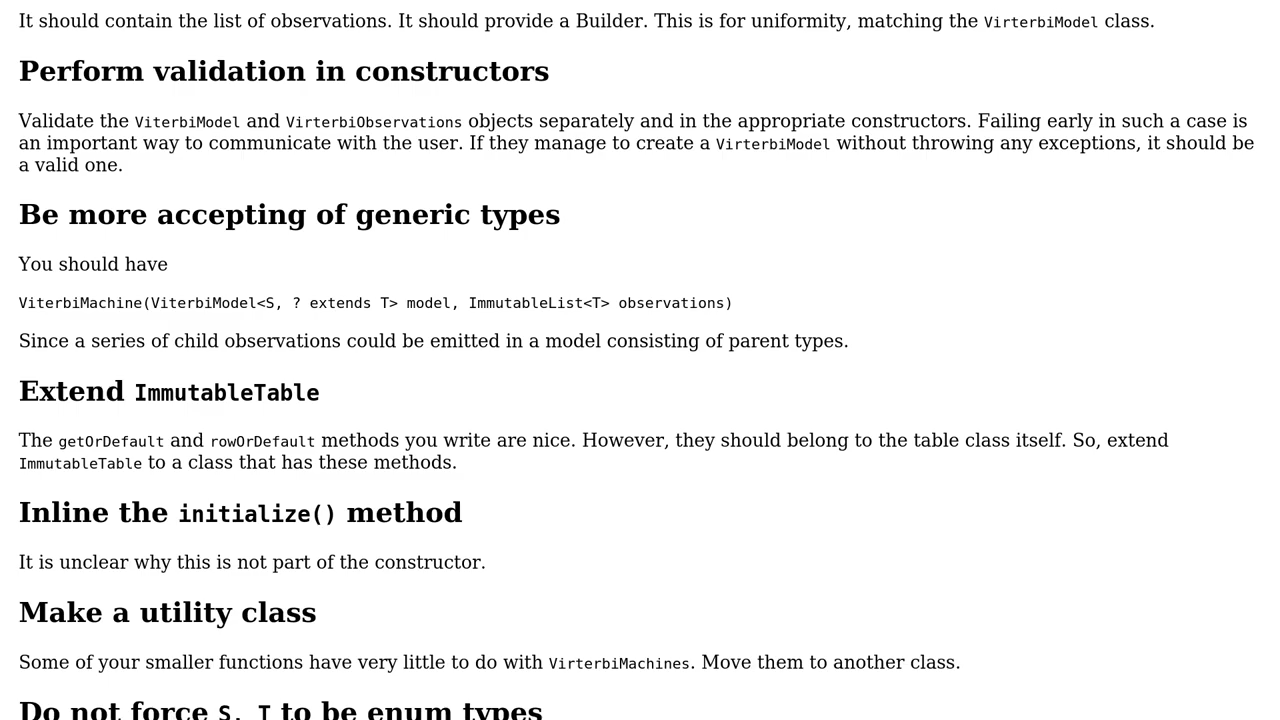 It should contain the list of observations. It should provide a Builder. This is for uniformity, matching the VirterbiModel class.
Perform validation in constructors
Validate the ViterbiModel and VirterbiObservations objects separately and in the appropriate constructors. Failing early in such a case is
an important way to communicate with the user. If they manage to create a VirterbiModel without throwing any exceptions, it should be
a valid one.
Be more accepting of generic types
You should have
ViterbiMachine(ViterbiModel<S, ? extends T> model, ImmutableList<T> observations)
Since a series of child observations could be emitted in a model consisting of parent types.
Extend ImmutableTable
The getOrDefault and rowOrDefault methods you write are nice. However, they should belong to the table class itself. So, extend
ImmutableTable to a class that has these methods.
Inline the initialize() method
It is unclear why this is not part of the constructor.
Make a utility class
Some of your smaller functions have very little to do with VirterbiMachines. Move them to another class.
Do not force S, T to be enum types